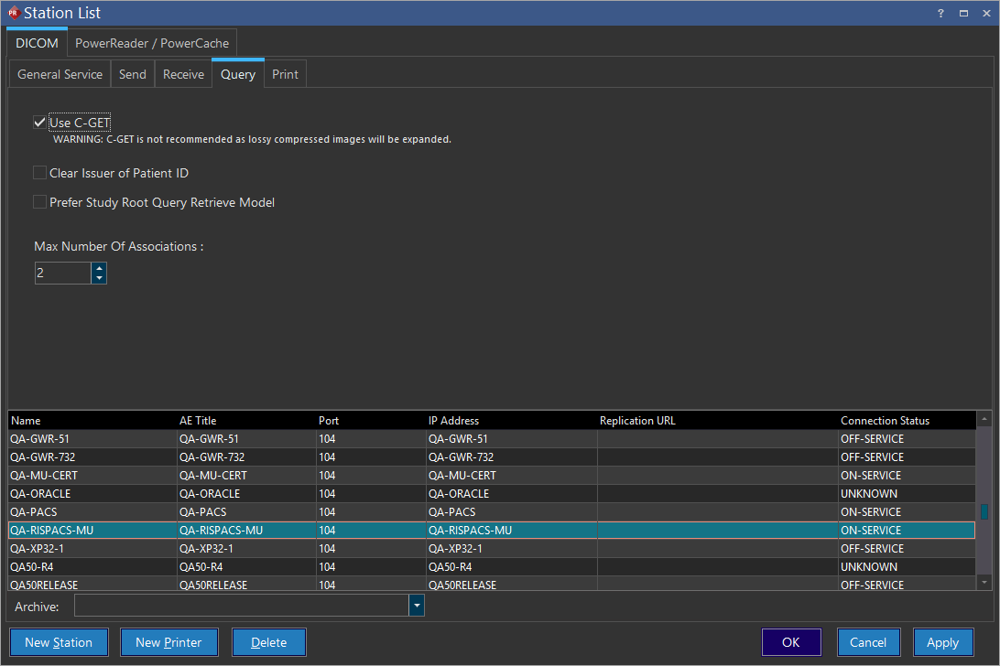 PR Station List ?
DICOM PowerReader / PowerCache
General Service Send Receive Query Print
Use C-GET
WARNING: C-GET is not recommended as lossy compressed images will be expanded.
Clear Issuer of Patient ID
Prefer Study Root Query Retrieve Model
Max Number Of Associations :
2
Name AE Title Port IP Address Replication URL Connection Status
QA-GWR-51 QA-GWR-51 104 QA-GWR-51 OFF-SERVICE
QA-GWR-732 QA-GWR-732 104 QA-GWR-732 OFF-SERVICE
QA-MU-CERT QA-MU-CERT 104 QA-MU-CERT ON-SERVICE
QA-ORACLE QA-ORACLE 104 QA-ORACLE UNKNOWN
QA-PACS QA-PACS 104 QA-PACS ON-SERVICE
QA-RISPACS-MU QA-RISPACS-MU 104 QA-RISPACS-MU ON-SERVICE
QA-XP32-1 QA-XP32-1 104 QA-XP32-1 OFF-SERVICE
QA50-R4 QA50-R4 104 QA50-R4 UNKNOWN
QA50RELEASE QA50RELEASE 104 QA50RELEASE OFF-SERVICE
Archive:
New Station New Printer Delete OK Cancel Apply